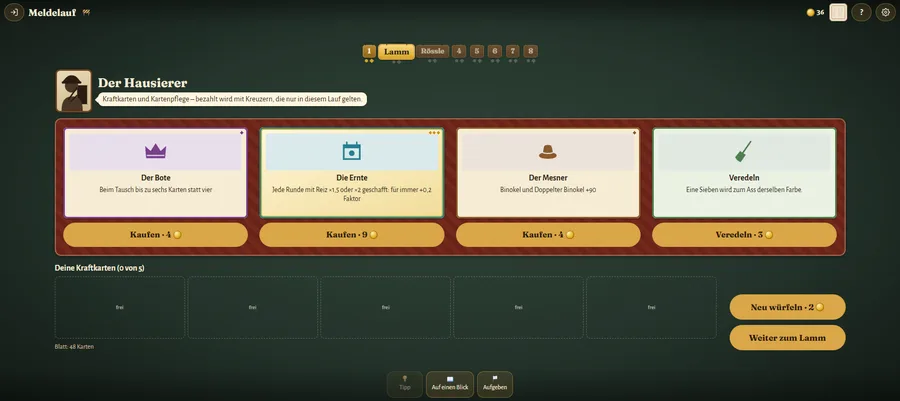 Meldelauf
36
?
1
Lamm
Rössle
4
5
6
7
8
Der Hausierer
Kraftkarten und Kartenpflege – bezahlt wird mit Kreuzern, die nur in diesem Lauf gelten.
Der Bote
Beim Tausch bis zu sechs Karten statt vier
Kaufen · 4
Die Ernte
Jede Runde mit Reiz ×1,5 oder ×2 geschafft: für immer +0,2
Faktor
Kaufen · 9
Der Mesner
Binokel und Doppelter Binokel +90
Kaufen · 4
Veredeln
Eine Sieben wird zum Ass derselben Farbe.
Veredeln · 3
Deine Kraftkarten (0 von 5)
frei
frei
frei
frei
frei
Neu würfeln · 2
Weiter zum Lamm
Blatt: 48 Karten
Tipp
Auf einen Blick
Aufgeben